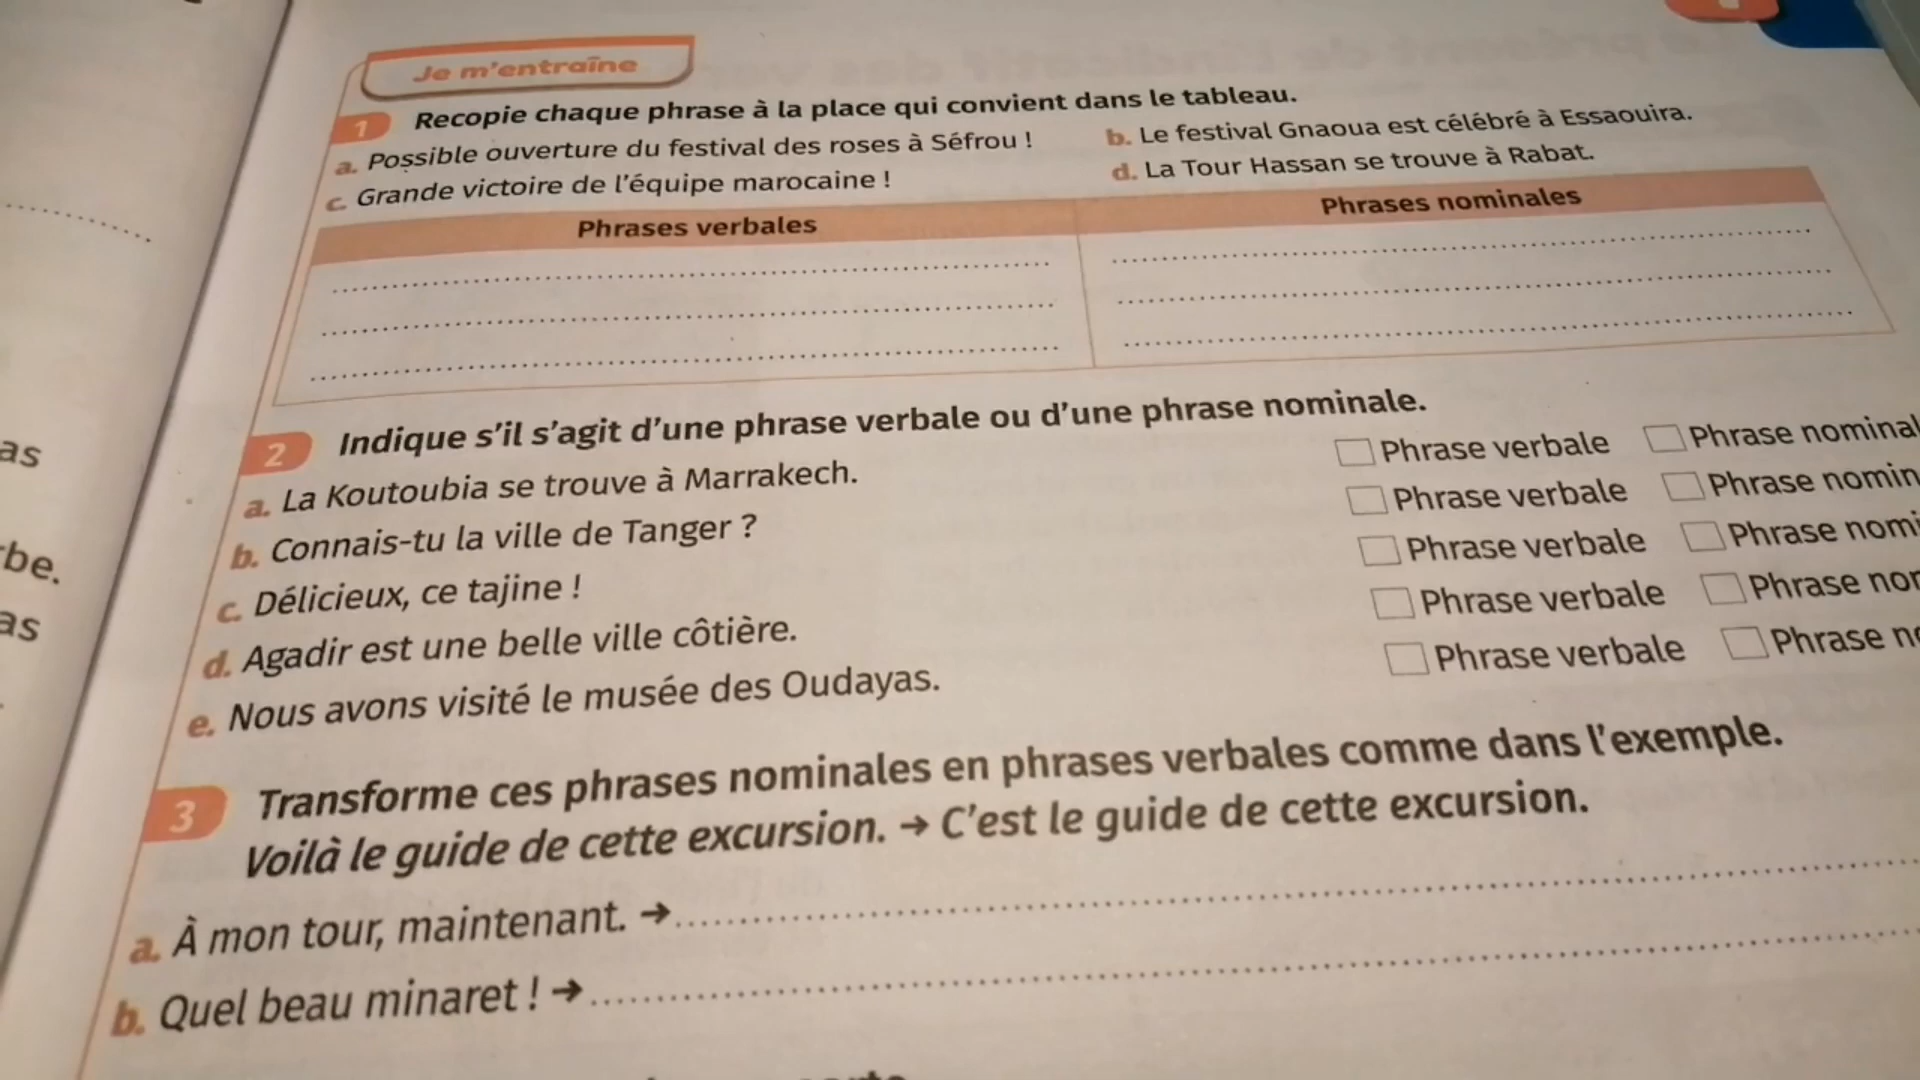 Je m'entraîne
1 Recopie chaque phrase à la place qui convient dans le tableau.
a. Possible ouverture du festival des roses à Séfrou !
b. Le festival Gnaoua est célébré à Essaouira.
c. Grande victoire de l'équipe marocaine !
d. La Tour Hassan se trouve à Rabat.
Phrases verbales
Phrases nominales
2 Indique s'il s'agit d'une phrase verbale ou d'une phrase nominale.
a. La Koutoubia se trouve à Marrakech.
Phrase verbale Phrase nominal
b. Connais-tu la ville de Tanger ?
Phrase verbale Phrase nomin
c. Délicieux, ce tajine !
Phrase verbale Phrase nomi
d. Agadir est une belle ville côtière.
Phrase verbale Phrase nor
e. Nous avons visité le musée des Oudayas.
Phrase verbale Phrase no
3 Transforme ces phrases nominales en phrases verbales comme dans l'exemple.
Voilà le guide de cette excursion. → C'est le guide de cette excursion.
a. À mon tour, maintenant. →
b. Quel beau minaret ! →
as
be.
as